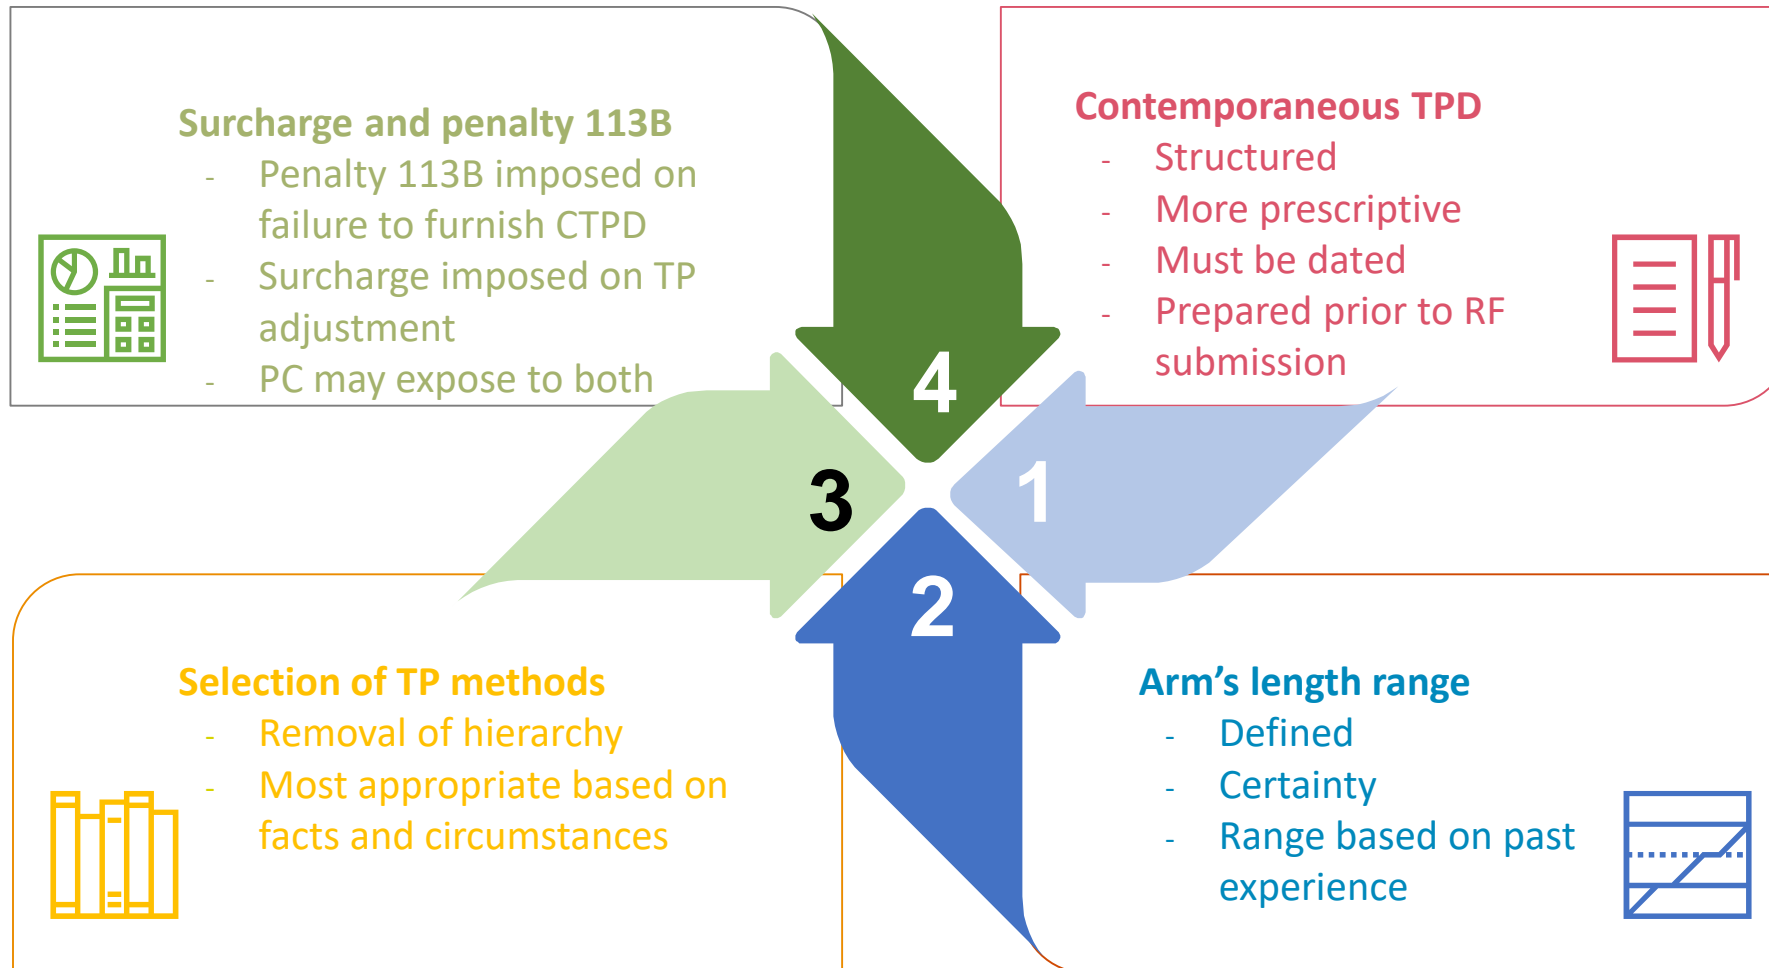 Surcharge and penalty 113B
- Penalty 113B imposed on
failure to furnish CTPD
- Surcharge imposed on TP
adjustment
- PC may expose to both
Contemporaneous TPD
- Structured
- More prescriptive
- Must be dated
- Prepared prior to RF
submission
4
3
1
2
Selection of TP methods
- Removal of hierarchy
- Most appropriate based on
facts and circumstances
Arm’s length range
- Defined
- Certainty
- Range based on past
experience